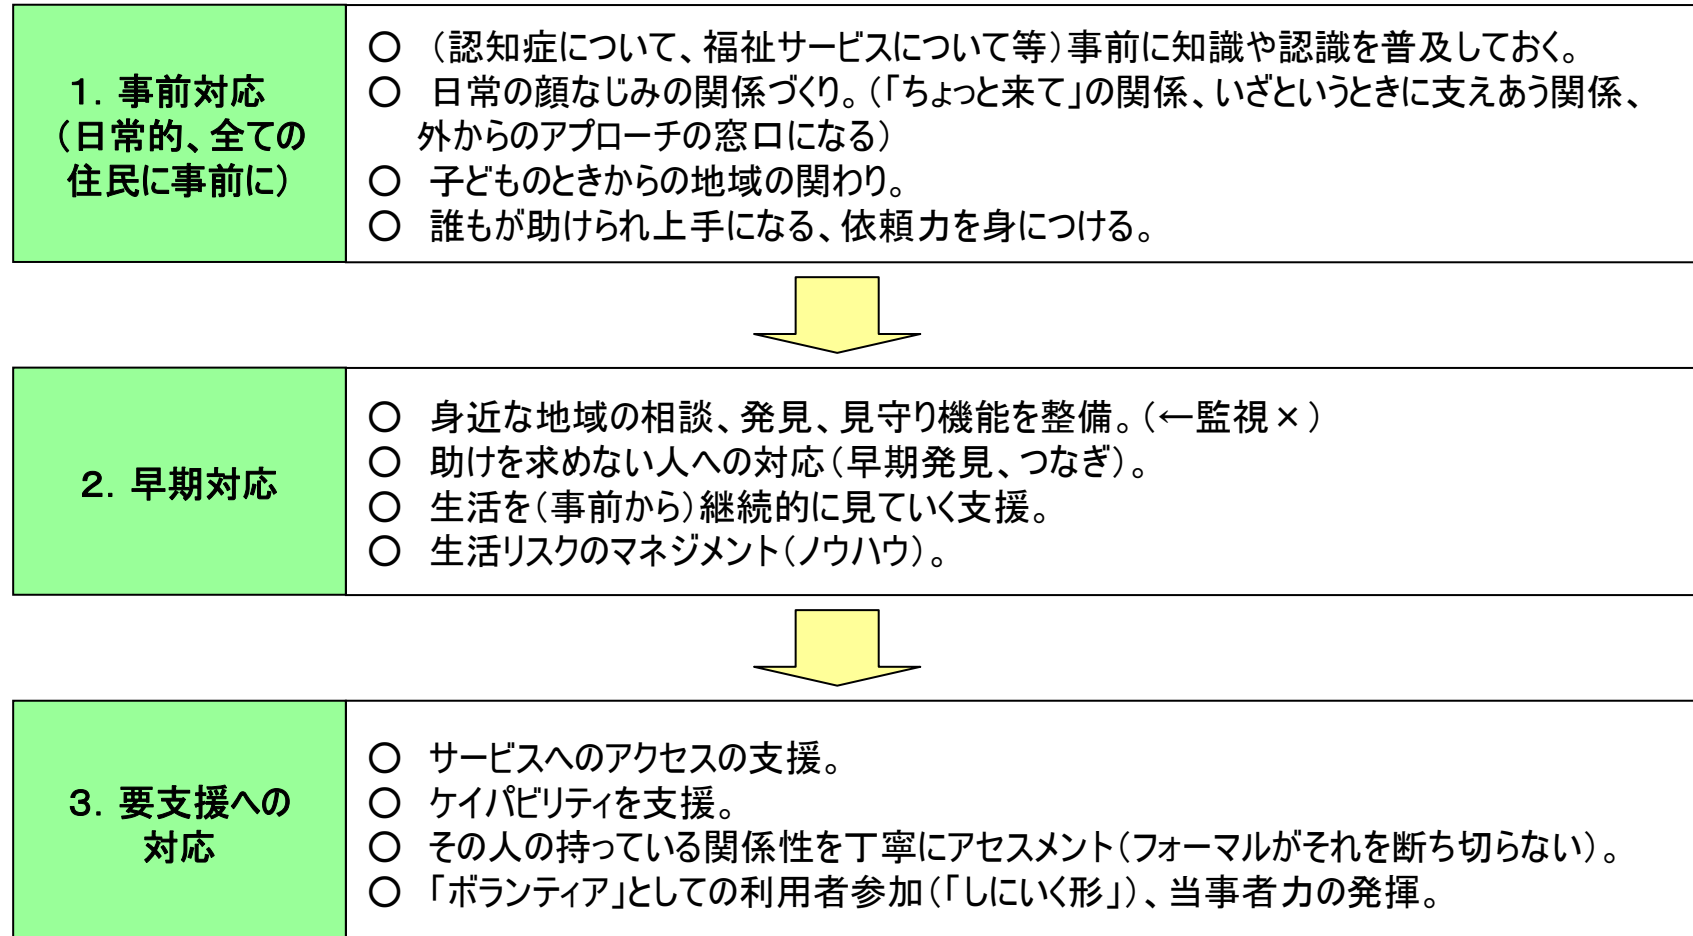 1．事前対応
（日常的、全ての
住民に事前に）
○　（認知症について、福祉サービスについて等）事前に知識や認識を普及しておく。
○　日常の顔なじみの関係づくり。（「ちょっと来て」の関係、いざというときに支えあう関係、
外からのアプローチの窓口になる）
○　子どものときからの地域の関わり。
○　誰もが助けられ上手になる、依頼力を身につける。
2．早期対応
○　身近な地域の相談、発見、見守り機能を整備。（←監視×）
○　助けを求めない人への対応（早期発見、つなぎ）。
○　生活を（事前から）継続的に見ていく支援。
○　生活リスクのマネジメント（ノウハウ）。
3．要支援への
対応
○　サービスへのアクセスの支援。
○　ケイパビリティを支援。
○　その人の持っている関係性を丁寧にアセスメント（フォーマルがそれを断ち切らない）。
○　「ボランティア」としての利用者参加（「しにいく形」）、当事者力の発揮。